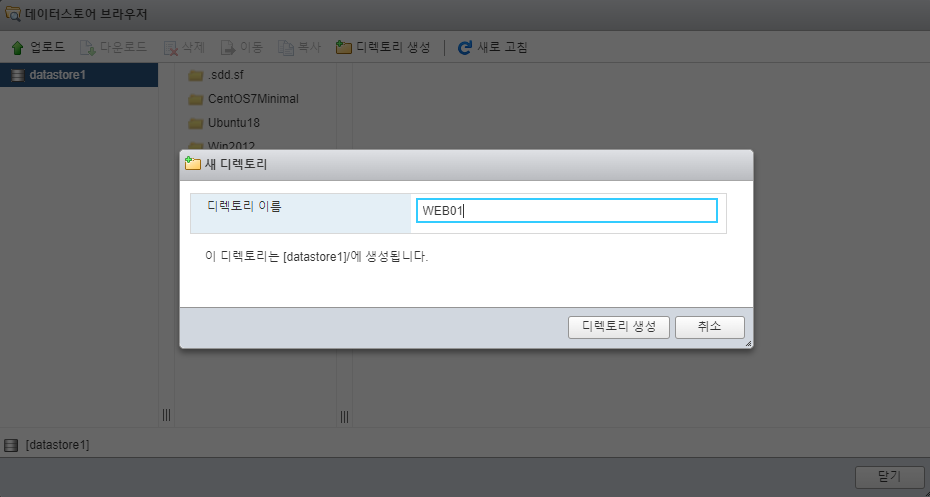 데이터스토어 브라우저
업로드 다운로드 삭제 이동 복사 디렉토리 생성 새로 고침
datastore1
.sdd.sf
CentOS7Minimal
Ubuntu18
Win2012
새 디렉토리
디렉토리 이름 WEB01
이 디렉토리는 [datastore1]/에 생성됩니다.
디렉토리 생성 취소
[datastore1]
닫기